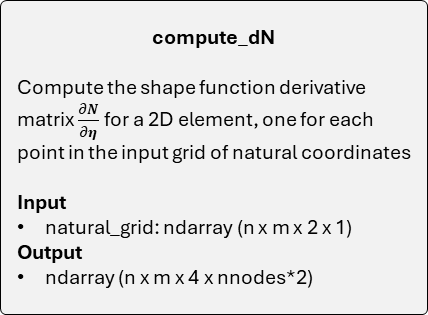 compute_dN
Compute the shape function derivative
matrix ∂N/∂η for a 2D element, one for each
point in the input grid of natural coordinates
Input
• natural_grid: ndarray (n x m x 2 x 1)
Output
• ndarray (n x m x 4 x nnodes*2)